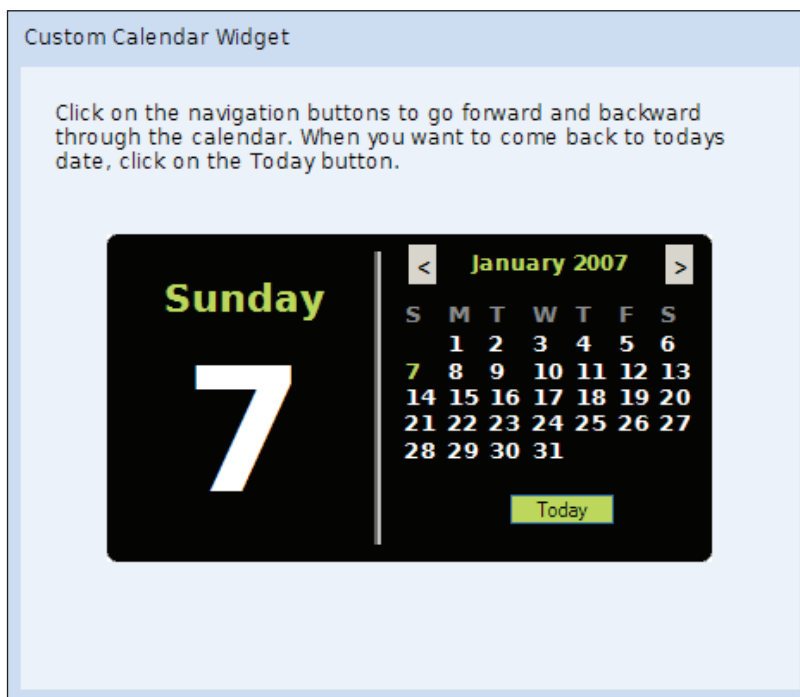 Custom Calendar Widget
Click on the navigation buttons to go forward and backward
through the calendar. When you want to come back to todays
date, click on the Today button.
Sunday
7
< January 2007 >
S M T W T F S
1 2 3 4 5 6
7 8 9 10 11 12 13
14 15 16 17 18 19 20
21 22 23 24 25 26 27
28 29 30 31
Today